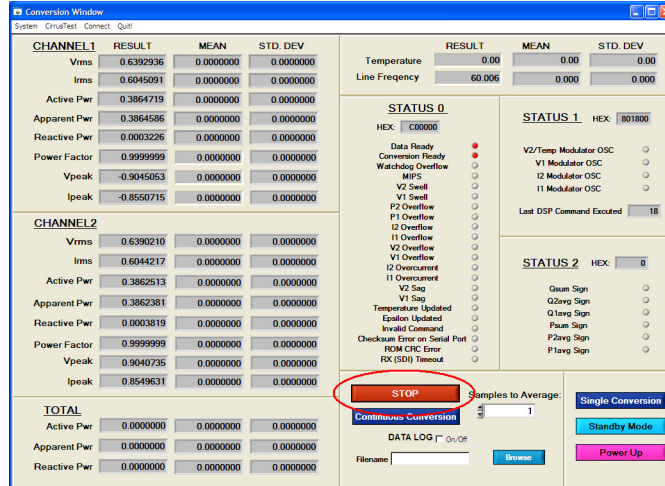 Conversion Window
System CirrusTest Connect Quit!
CHANNEL1 RESULT MEAN STD. DEV
Vrms 0.6392936 0.0000000 0.0000000
Irms 0.6045091 0.0000000 0.0000000
Active Pwr 0.3864719 0.0000000 0.0000000
Apparent Pwr 0.3864586 0.0000000 0.0000000
Reactive Pwr 0.0003226 0.0000000 0.0000000
Power Factor 0.9999999 0.0000000 0.0000000
Vpeak -0.9045053 0.0000000 0.0000000
Ipeak -0.8550715 0.0000000 0.0000000
CHANNEL2
Vrms 0.6390210 0.0000000 0.0000000
Irms 0.6044217 0.0000000 0.0000000
Active Pwr 0.3862513 0.0000000 0.0000000
Apparent Pwr 0.3862381 0.0000000 0.0000000
Reactive Pwr 0.0003819 0.0000000 0.0000000
Power Factor 0.9999999 0.0000000 0.0000000
Vpeak 0.9040735 0.0000000 0.0000000
Ipeak 0.8549631 0.0000000 0.0000000
TOTAL
Active Pwr 0.0000000 0.0000000 0.0000000
Apparent Pwr 0.0000000 0.0000000 0.0000000
Reactive Pwr 0.0000000 0.0000000 0.0000000
RESULT MEAN STD. DEV
Temperature 0.00 0.00 0.00
Line Freqency 60.006 0.000 0.000
STATUS 0
HEX: C00000
Data Ready
Conversion Ready
Watchdog Overflow
MIPS
V2 Swell
V1 Swell
P2 Overflow
P1 Overflow
I2 Overflow
I1 Overflow
V2 Overflow
V1 Overflow
I2 Overcurrent
I1 Overcurrent
V2 Sag
V1 Sag
Temperature Updated
Epsilon Updated
Invalid Command
Checksum Error on Serial Port
ROM CRC Error
RX (SDI) Timeout
STATUS 1 HEX: 801800
V2/Temp Modulator OSC
V1 Modulator OSC
I2 Modulator OSC
I1 Modulator OSC
Last DSP Command Excuted 18
STATUS 2 HEX: 0
Qsum Sign
Q2avg Sign
Q1avg Sign
Psum Sign
P2avg Sign
P1avg Sign
STOP
Continuous Conversion
Samples to Average:
1
DATA LOG On/Off
Filename Browse
Single Conversion
Standby Mode
Power Up